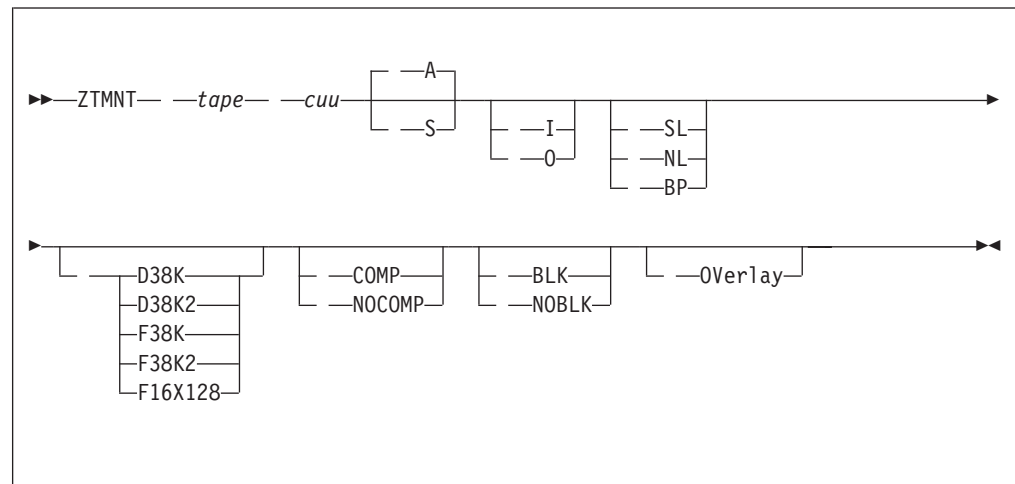 A
ZTMNT tape cuu
S
I
O
SL
NL
BP
D38K
D38K2
F38K
F38K2
F16X128
COMP
NOCOMP
BLK
NOBLK
OVerlay